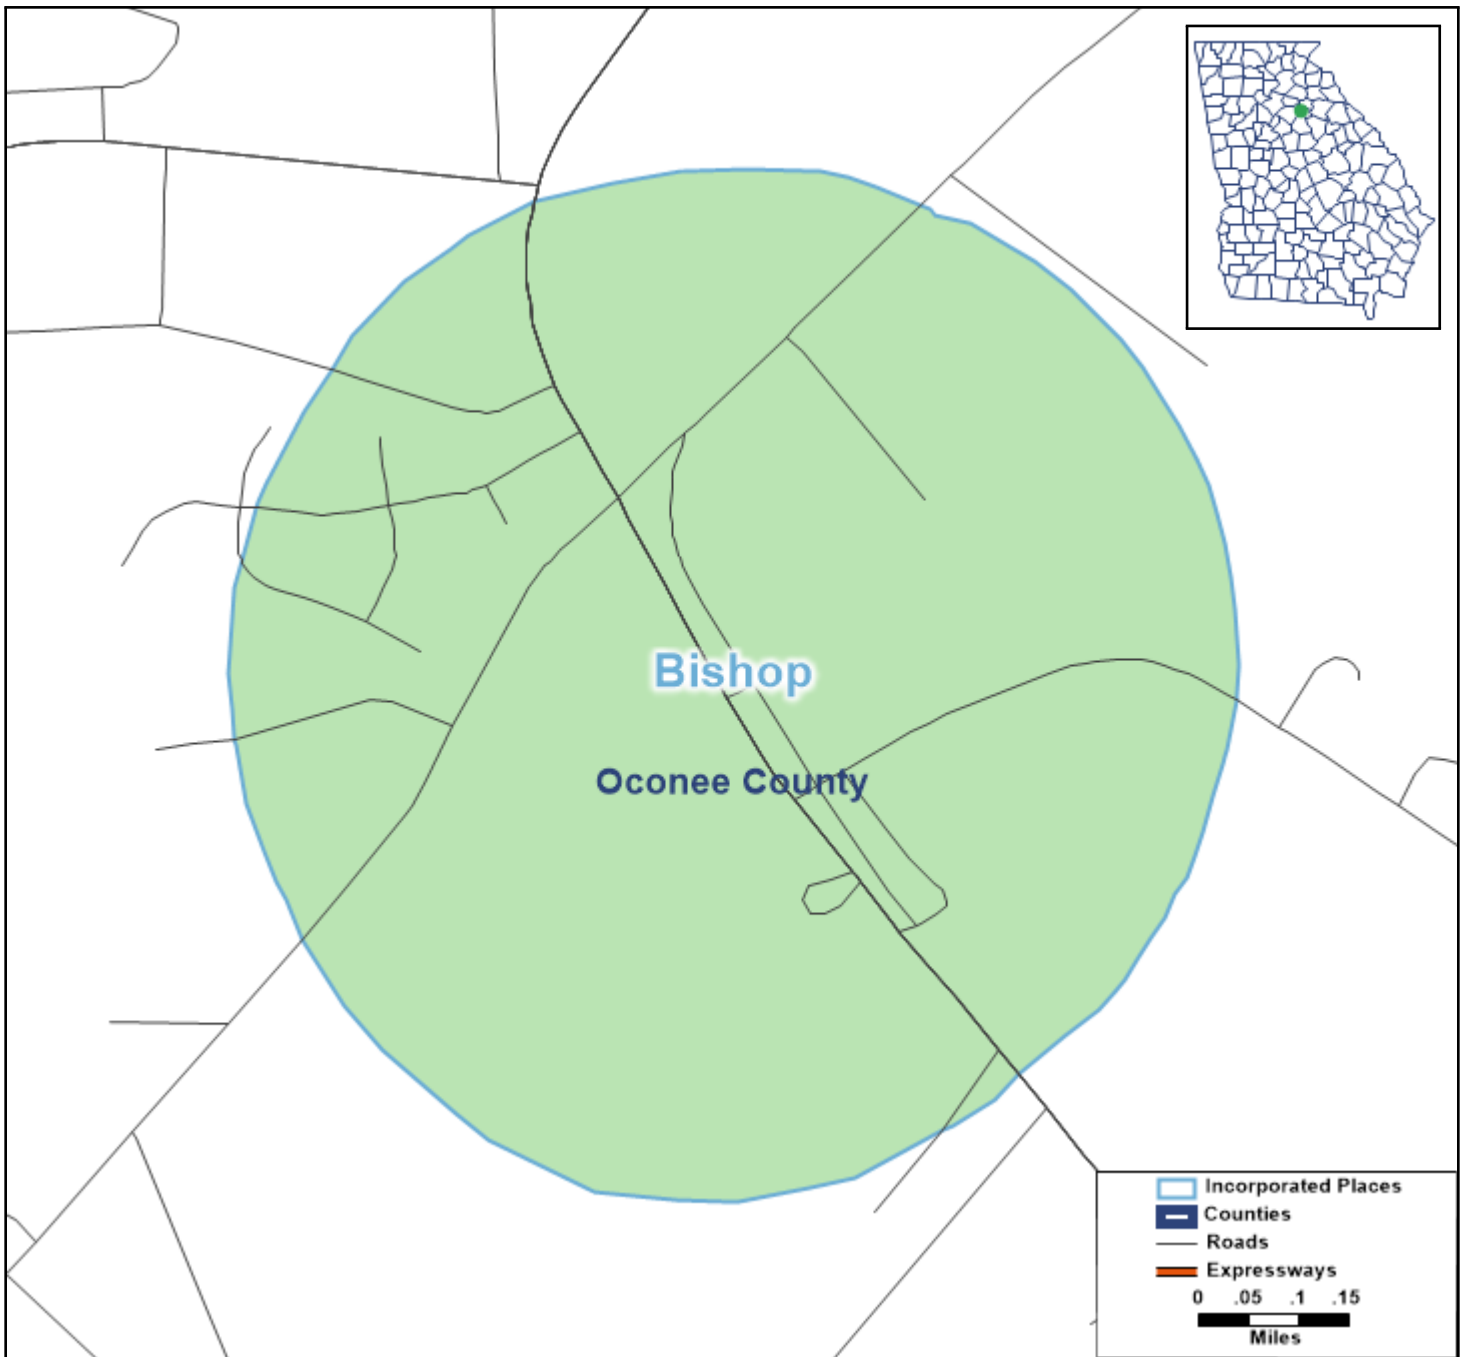 Bishop
Oconee County
Incorporated Places
Counties
Roads
Expressways
0 .05 .1 .15
Miles